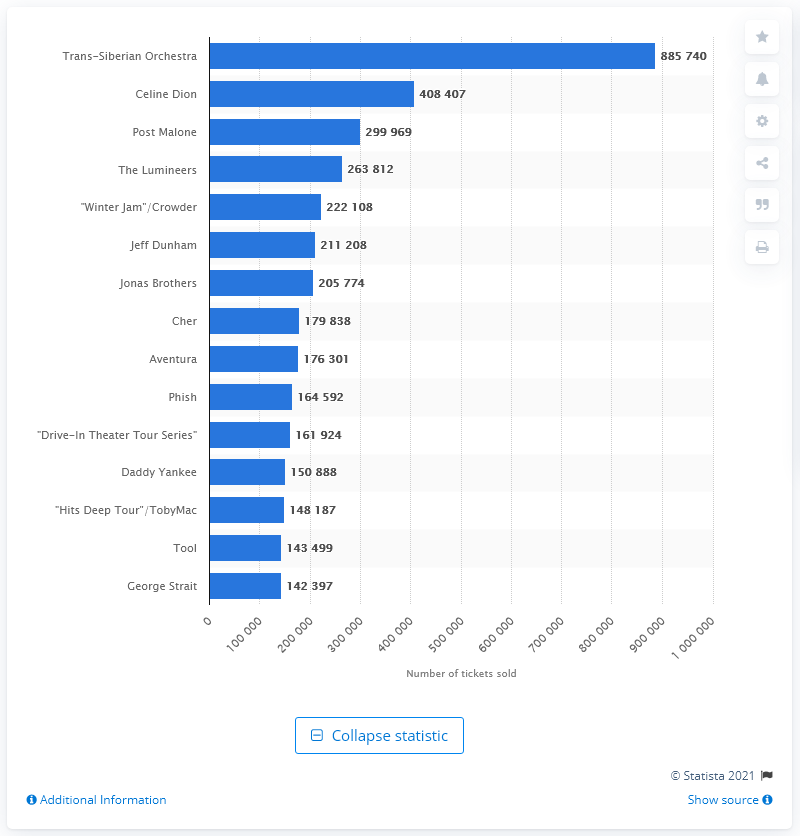 Trans-Siberian Orchestra 885 740
Celine Dion 408 407
Post Malone 299 969
The Lumineers 263 812
"Winter Jam"/Crowder 222 108
Jeff Dunham 211 208
Jonas Brothers 205 774
Cher 179 838
Aventura 176 301
Phish 164 592
"Drive-In Theater Tour Series" 161 924
Daddy Yankee 150 888
"Hits Deep Tour"/TobyMac 148 187
Tool 143 499
George Strait 142 397
0 100 000 200 000 300 000 400 000 500 000 600 000 700 000 800 000 900 000 1 000 000
Number of tickets sold
Collapse statistic
© Statista 2021
Additional Information Show source